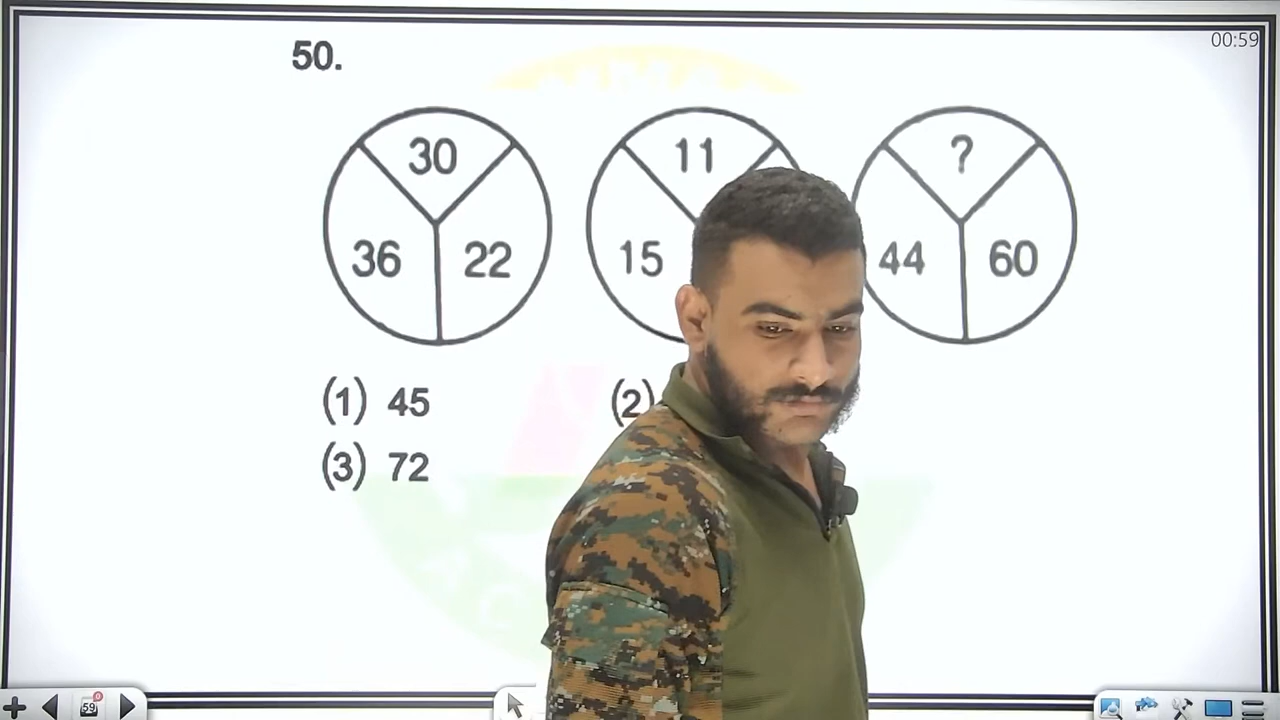 00:59
50.
30 11 ?
36 22 15 44 60
(1) 45 (2)
(3) 72
59